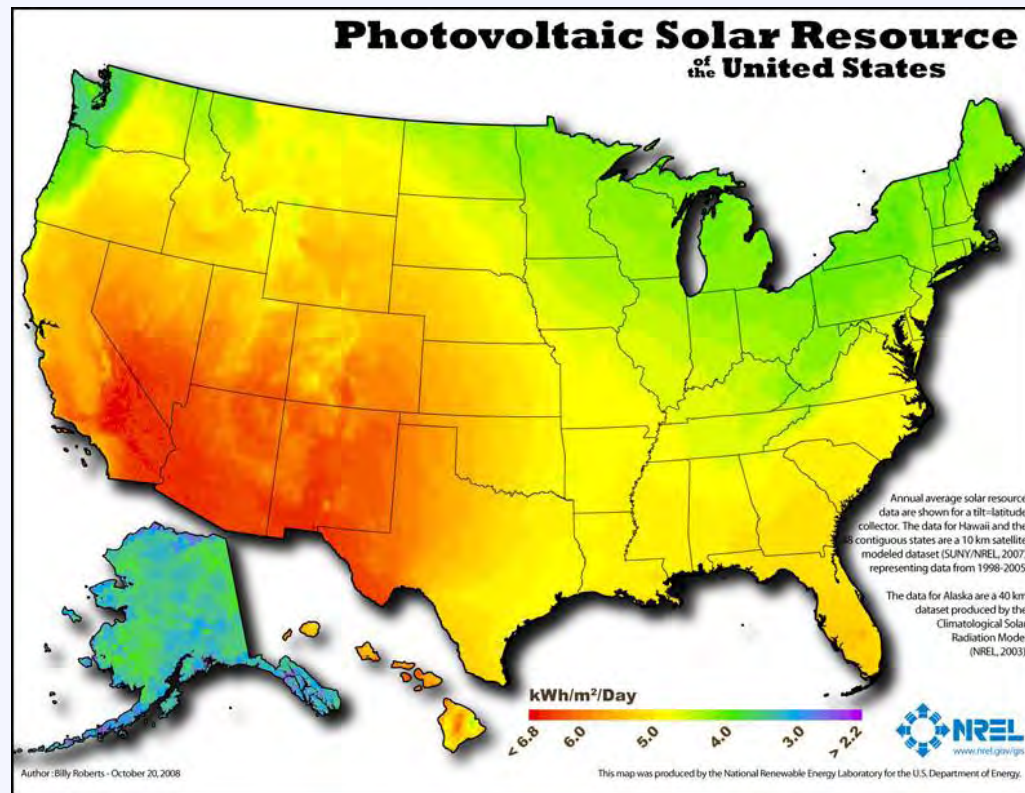 Photovoltaic Solar Resource
of the United States
Annual average solar resource
data are shown for a tilt=latitude
collector. The data for Hawaii and the
48 contiguous states are a 10 km satellite
modeled dataset (SUNY/NREL, 2007)
representing data from 1998-2005.
The data for Alaska are a 40 km
dataset produced by the
Climatological Solar
Radiation Model
(NREL, 2003).
kWh/m²/Day
< 6.8 6.0 5.0 4.0 3.0 > 2.2
NREL
www.nrel.gov/gis
Author : Billy Roberts - October 20, 2008
This map was produced by the National Renewable Energy Laboratory for the U.S. Department of Energy.